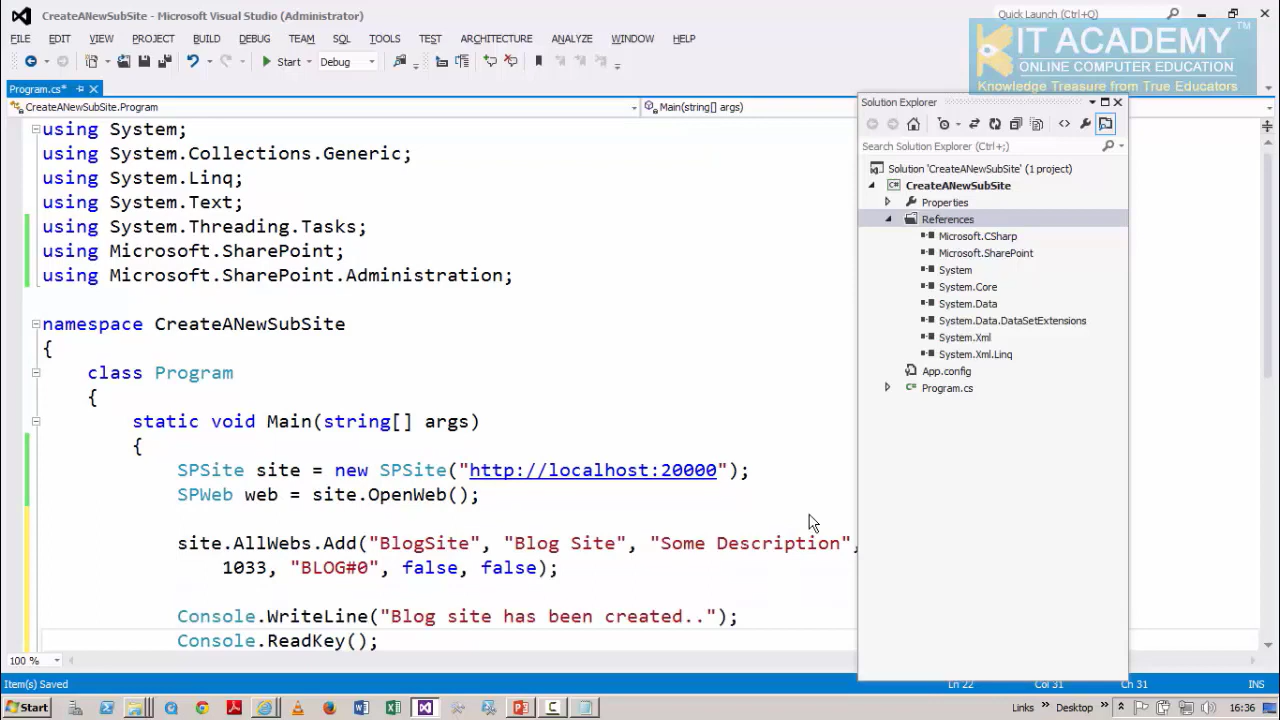 CreateANewSubSite - Microsoft Visual Studio (Administrator)
Quick Launch (Ctrl+Q)
FILE EDIT VIEW PROJECT BUILD DEBUG TEAM SQL TOOLS TEST ARCHITECTURE ANALYZE WINDOW HELP
KIT ACADEMY TM
ONLINE COMPUTER EDUCATION
Knowledge Treasure from True Educators
Start Debug
Program.cs*
CreateANewSubSite.Program
Main(string[] args)
using System;
using System.Collections.Generic;
using System.Linq;
using System.Text;
using System.Threading.Tasks;
using Microsoft.SharePoint;
using Microsoft.SharePoint.Administration;
namespace CreateANewSubSite
{
class Program
{
static void Main(string[] args)
{
SPSite site = new SPSite("http://localhost:20000");
SPWeb web = site.OpenWeb();
site.AllWebs.Add("BlogSite", "Blog Site", "Some Description",
1033, "BLOG#0", false, false);
Console.WriteLine("Blog site has been created..");
Console.ReadKey();
100 %
Solution Explorer
Search Solution Explorer (Ctrl+;)
Solution 'CreateANewSubSite' (1 project)
CreateANewSubSite
Properties
References
Microsoft.CSharp
Microsoft.SharePoint
System
System.Core
System.Data
System.Data.DataSetExtensions
System.Xml
System.Xml.Linq
App.config
Program.cs
Item(s) Saved
Ln 22 Col 31 Ch 31 INS
Start
Links Desktop 16:36